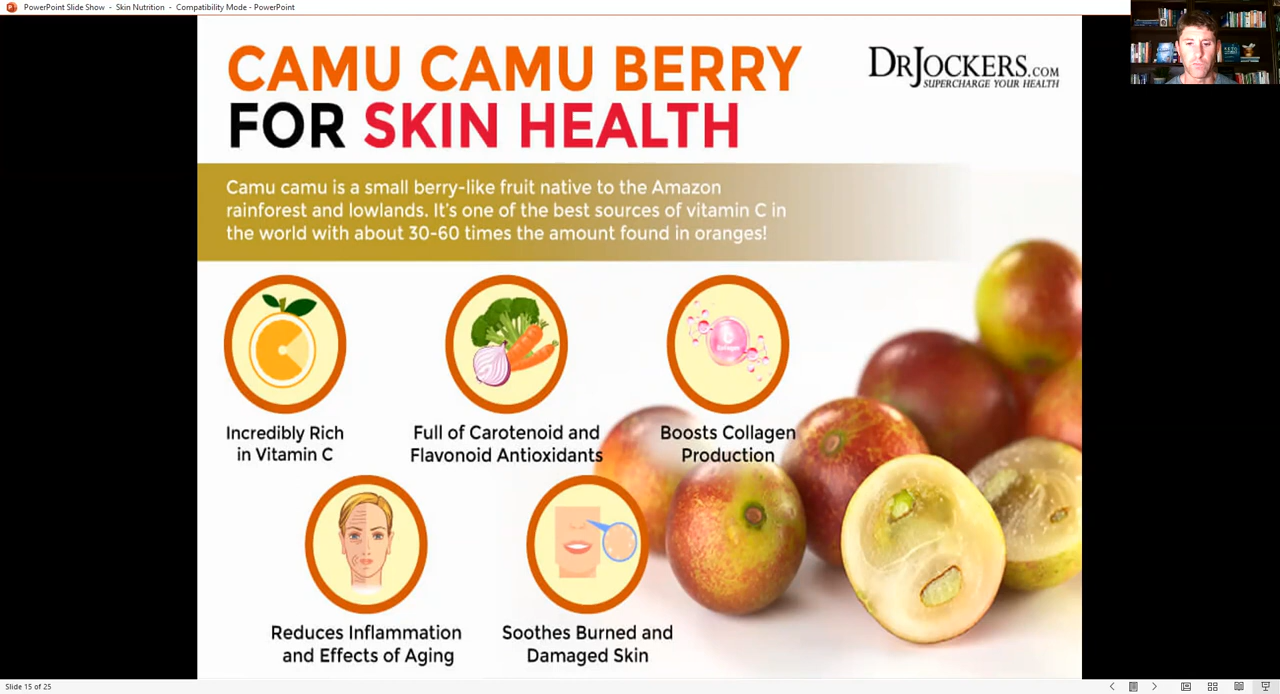 PowerPoint Slide Show - Skin Nutrition - Compatibility Mode - PowerPoint
CAMU CAMU BERRY
FOR SKIN HEALTH
DRJOCKERS.COM
SUPERCHARGE YOUR HEALTH
Camu camu is a small berry-like fruit native to the Amazon
rainforest and lowlands. It's one of the best sources of vitamin C in
the world with about 30-60 times the amount found in oranges!
Incredibly Rich
in Vitamin C
Full of Carotenoid and
Flavonoid Antioxidants
Boosts Collagen
Production
Reduces Inflammation
and Effects of Aging
Soothes Burned and
Damaged Skin
Slide 15 of 25